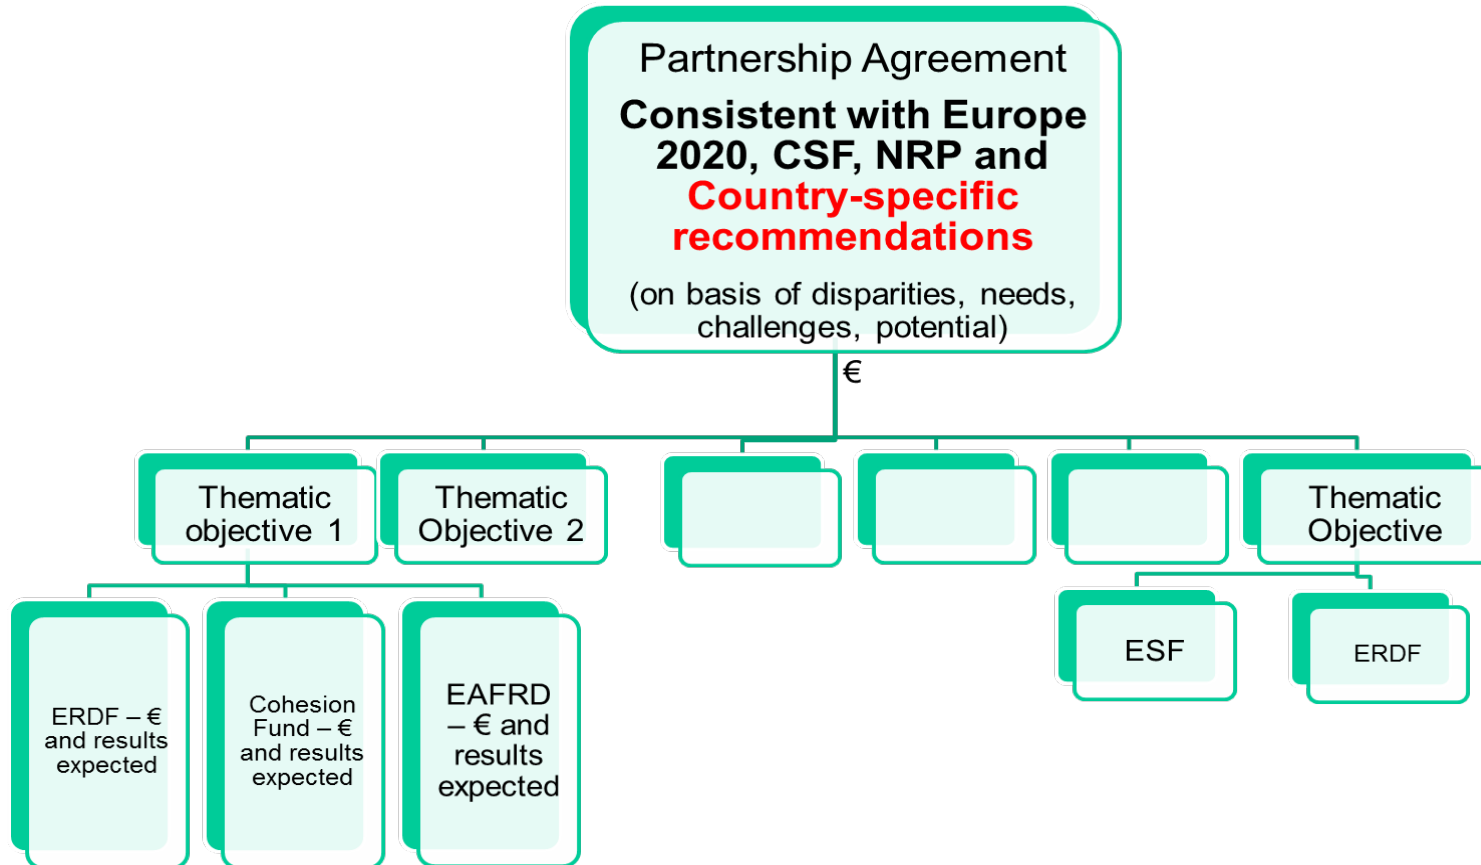 Partnership Agreement
Consistent with Europe
2020, CSF, NRP and
Country-specific
recommendations
(on basis of disparities, needs,
challenges, potential)
€
Thematic
objective 1
Thematic
Objective 2
Thematic
Objective
ERDF – €
and results
expected
Cohesion
Fund – €
and results
expected
EAFRD
– € and
results
expected
ESF
ERDF